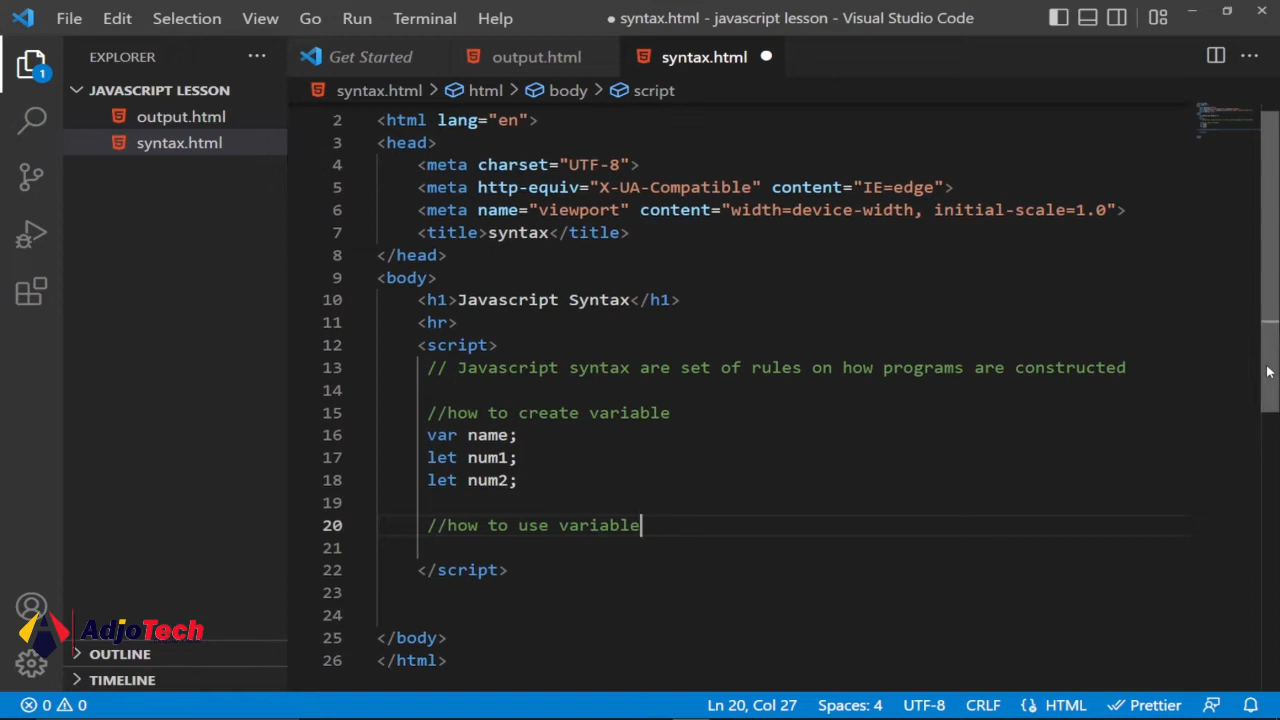 File Edit Selection View Go Run Terminal Help
● syntax.html - javascript lesson - Visual Studio Code
EXPLORER
Get Started
output.html
syntax.html
1
JAVASCRIPT LESSON
syntax.html > html > body > script
output.html
syntax.html
2 <html lang="en">
3 <head>
4 <meta charset="UTF-8">
5 <meta http-equiv="X-UA-Compatible" content="IE=edge">
6 <meta name="viewport" content="width=device-width, initial-scale=1.0">
7 <title>syntax</title>
8 </head>
9 <body>
10 <h1>Javascript Syntax</h1>
11 <hr>
12 <script>
13 // Javascript syntax are set of rules on how programs are constructed
14
15 //how to create variable
16 var name;
17 let num1;
18 let num2;
19
20 //how to use variable
21
22 </script>
23
24
25 </body>
26 </html>
AdjoTech
OUTLINE
TIMELINE
0 0
Ln 20, Col 27 Spaces: 4 UTF-8 CRLF HTML Prettier